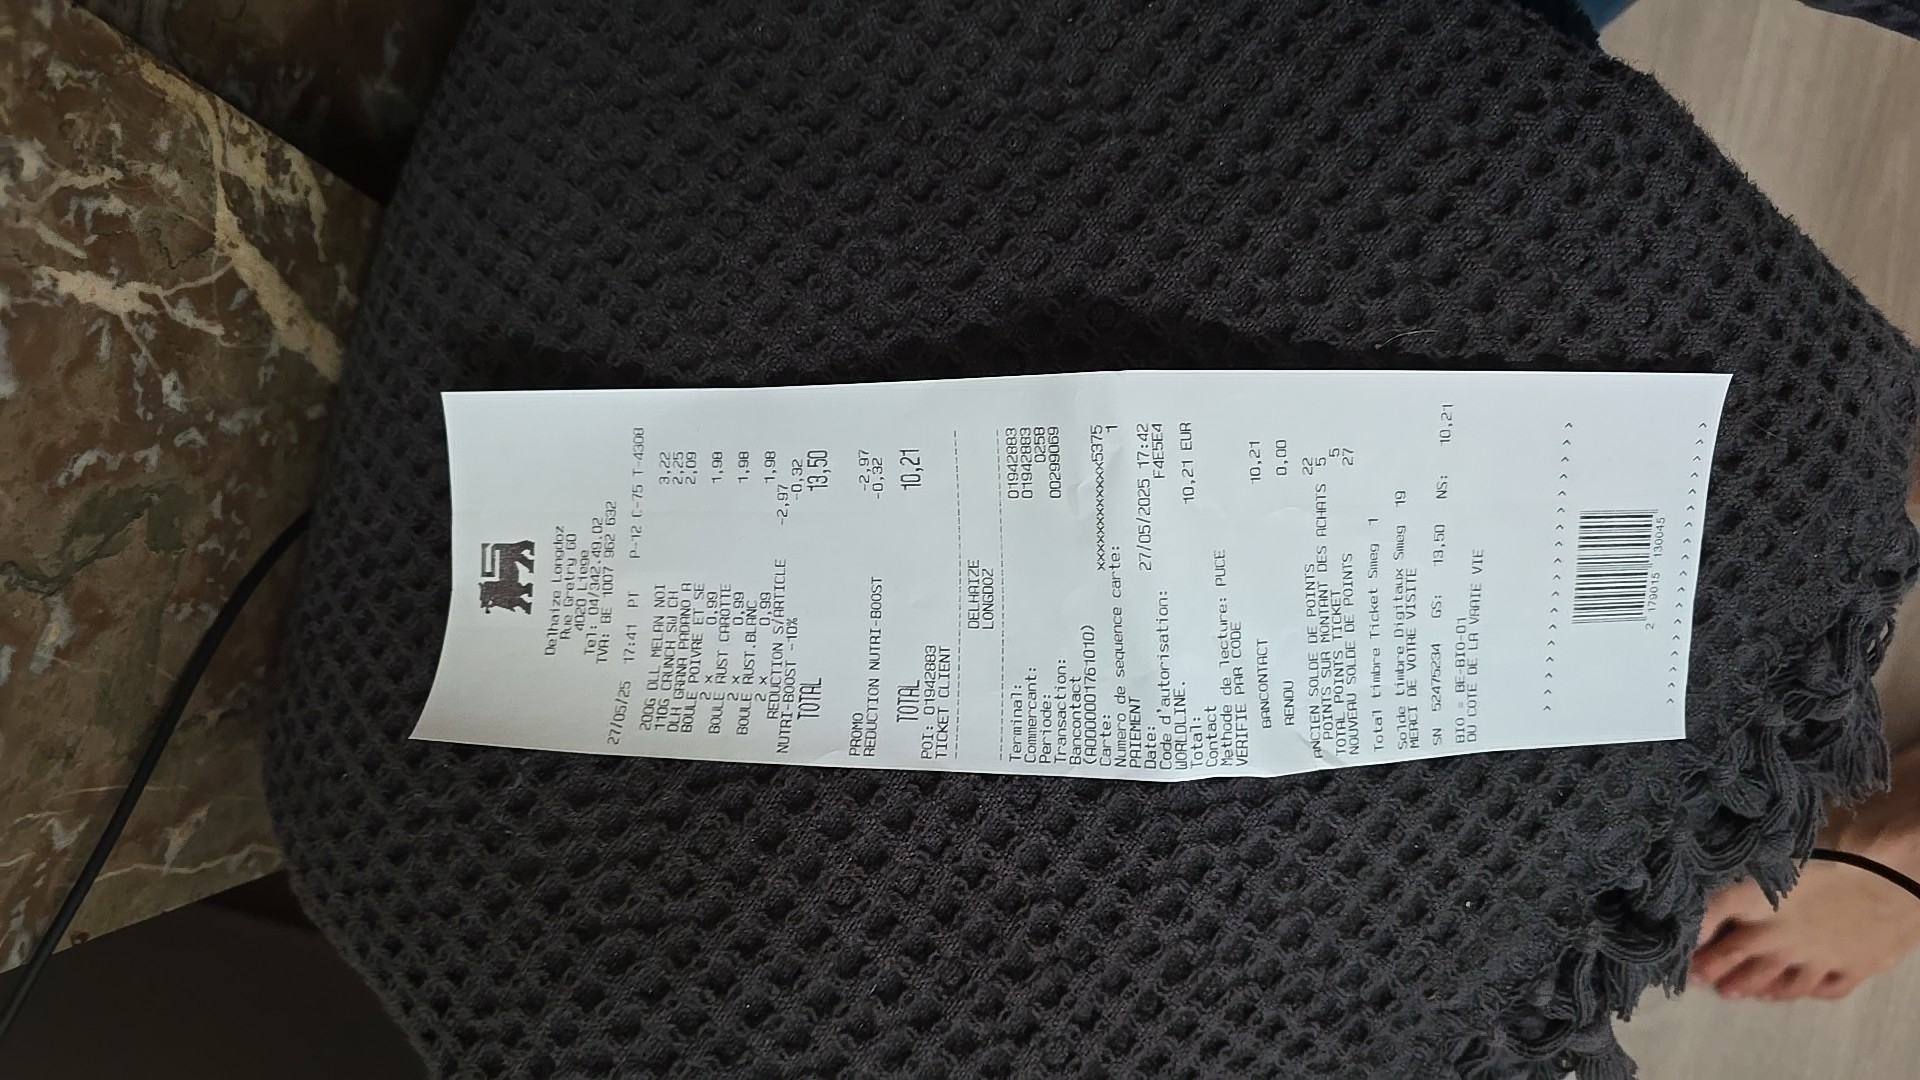 Delhaize Longdoz
Rue Gretry 60
4020 Liege
Tel: 04/342.49.02
TVA: BE 1007 962 632
27/05/25 17:41 PT P-12 C-75 T-4308
200G DLL MELAN NOI 3,22
110G CRUNCH SW CH 2,25
DLH GRANA PADANO R 2,09
BOULE POIVRE ET SE
2 x 0,99 1,98
BOULE RUST CAROTTE
2 x 0,99 1,98
BOULE RUST.BLANC
2 x 0,99 1,98
REDUCTION S/ARTICLE -2,97
NUTRI-BOOST -10% -0,32
TOTAL 13,50
PROMO -2,97
REDUCTION NUTRI-BOOST -0,32
TOTAL 10,21
POI: 01942883
TICKET CLIENT
DELHAIZE
LONGDOZ
Terminal: 01942883
Commercant: 01942883
Periode: 0258
Transaction: 00299069
Bancontact
(A0000001761010)
Carte: xxxxxxxxxxxxxxx5375
Numero de sequence carte: 1
PAIEMENT
Date: 27/05/2025 17:42
Code d'autorisation: F4E5E4
WORLDLINE.
Total: 10,21 EUR
Contact
Methode de lecture: PUCE
VERIFIE PAR CODE
BANCONTACT 10,21
RENDU 0,00
ANCIEN SOLDE DE POINTS 22
POINTS SUR MONTANT DES ACHATS 5
TOTAL POINTS TICKET 5
NOUVEAU SOLDE DE POINTS 27
Total timbre Ticket Smeg 1
Solde timbre Digitaux Smeg 19
MERCI DE VOTRE VISITE
SN 52475234 GS: 13,50 NS: 10,21
BIO = BE-BIO-01
DU COTE DE LA VRAIE VIE
2 179015 130045